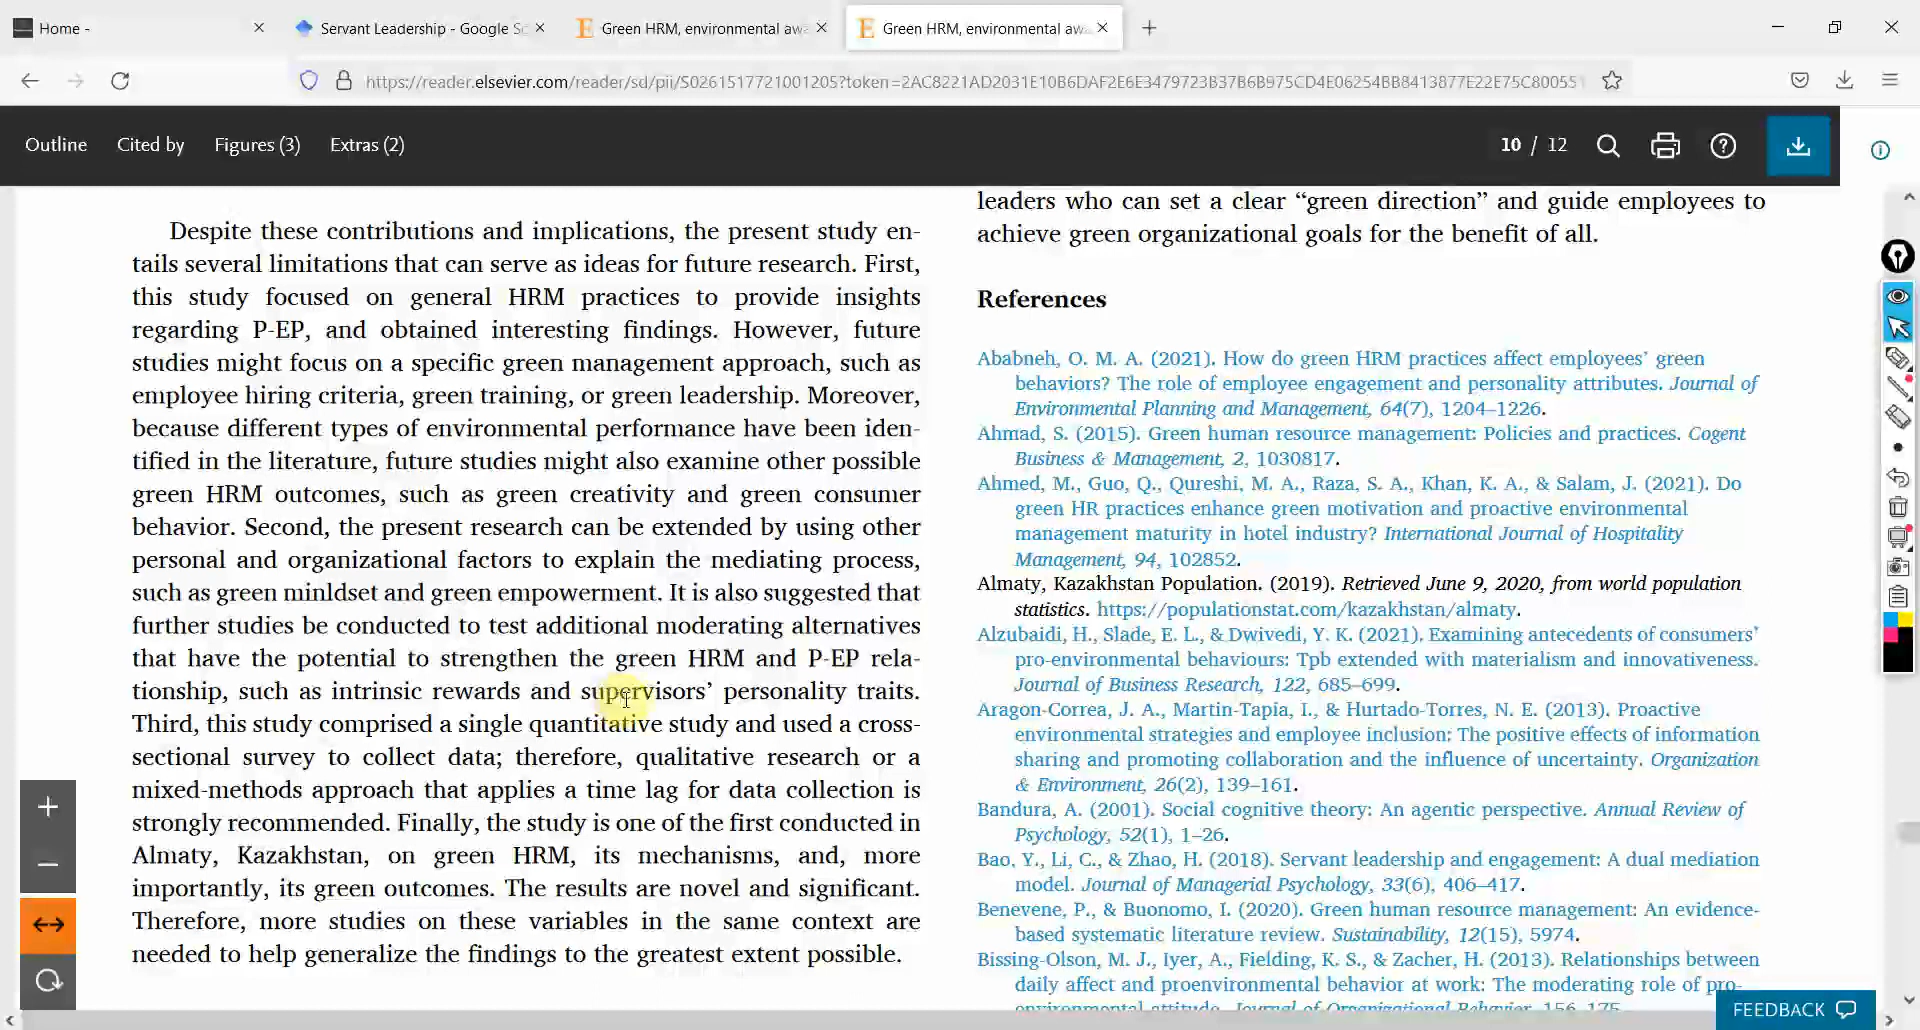 Home -
Servant Leadership - Google Sc
Green HRM, environmental awa
Green HRM, environmental awa
https://reader.elsevier.com/reader/sd/pii/S0261517721001205?token=2AC8221AD2031E10B6DAF2E6E3479723B37B6B975CD4E06254BB8413877E22E75C800551
Outline
Cited by
Figures (3)
Extras (2)
10 / 12
Despite these contributions and implications, the present study en-
tails several limitations that can serve as ideas for future research. First,
this study focused on general HRM practices to provide insights
regarding P-EP, and obtained interesting findings. However, future
studies might focus on a specific green management approach, such as
employee hiring criteria, green training, or green leadership. Moreover,
because different types of environmental performance have been iden-
tified in the literature, future studies might also examine other possible
green HRM outcomes, such as green creativity and green consumer
behavior. Second, the present research can be extended by using other
personal and organizational factors to explain the mediating process,
such as green minldset and green empowerment. It is also suggested that
further studies be conducted to test additional moderating alternatives
that have the potential to strengthen the green HRM and P-EP rela-
tionship, such as intrinsic rewards and supervisors’ personality traits.
Third, this study comprised a single quantitative study and used a cross-
sectional survey to collect data; therefore, qualitative research or a
mixed-methods approach that applies a time lag for data collection is
strongly recommended. Finally, the study is one of the first conducted in
Almaty, Kazakhstan, on green HRM, its mechanisms, and, more
importantly, its green outcomes. The results are novel and significant.
Therefore, more studies on these variables in the same context are
needed to help generalize the findings to the greatest extent possible.
leaders who can set a clear “green direction” and guide employees to
achieve green organizational goals for the benefit of all.
References
Ababneh, O. M. A. (2021). How do green HRM practices affect employees’ green
behaviors? The role of employee engagement and personality attributes. Journal of
Environmental Planning and Management, 64(7), 1204–1226.
Ahmad, S. (2015). Green human resource management: Policies and practices. Cogent
Business & Management, 2, 1030817.
Ahmed, M., Guo, Q., Qureshi, M. A., Raza, S. A., Khan, K. A., & Salam, J. (2021). Do
green HR practices enhance green motivation and proactive environmental
management maturity in hotel industry? International Journal of Hospitality
Management, 94, 102852.
Almaty, Kazakhstan Population. (2019). Retrieved June 9, 2020, from world population
statistics. https://populationstat.com/kazakhstan/almaty.
Alzubaidi, H., Slade, E. L., & Dwivedi, Y. K. (2021). Examining antecedents of consumers’
pro-environmental behaviours: Tpb extended with materialism and innovativeness.
Journal of Business Research, 122, 685–699.
Aragon-Correa, J. A., Martin-Tapia, I., & Hurtado-Torres, N. E. (2013). Proactive
environmental strategies and employee inclusion: The positive effects of information
sharing and promoting collaboration and the influence of uncertainty. Organization
& Environment, 26(2), 139–161.
Bandura, A. (2001). Social cognitive theory: An agentic perspective. Annual Review of
Psychology, 52(1), 1–26.
Bao, Y., Li, C., & Zhao, H. (2018). Servant leadership and engagement: A dual mediation
model. Journal of Managerial Psychology, 33(6), 406–417.
Benevene, P., & Buonomo, I. (2020). Green human resource management: An evidence-
based systematic literature review. Sustainability, 12(15), 5974.
Bissing-Olson, M. J., Iyer, A., Fielding, K. S., & Zacher, H. (2013). Relationships between
daily affect and proenvironmental behavior at work: The moderating role of pro-
environmental attitude. Journal of Organizational Behavior, 156–175.
FEEDBACK